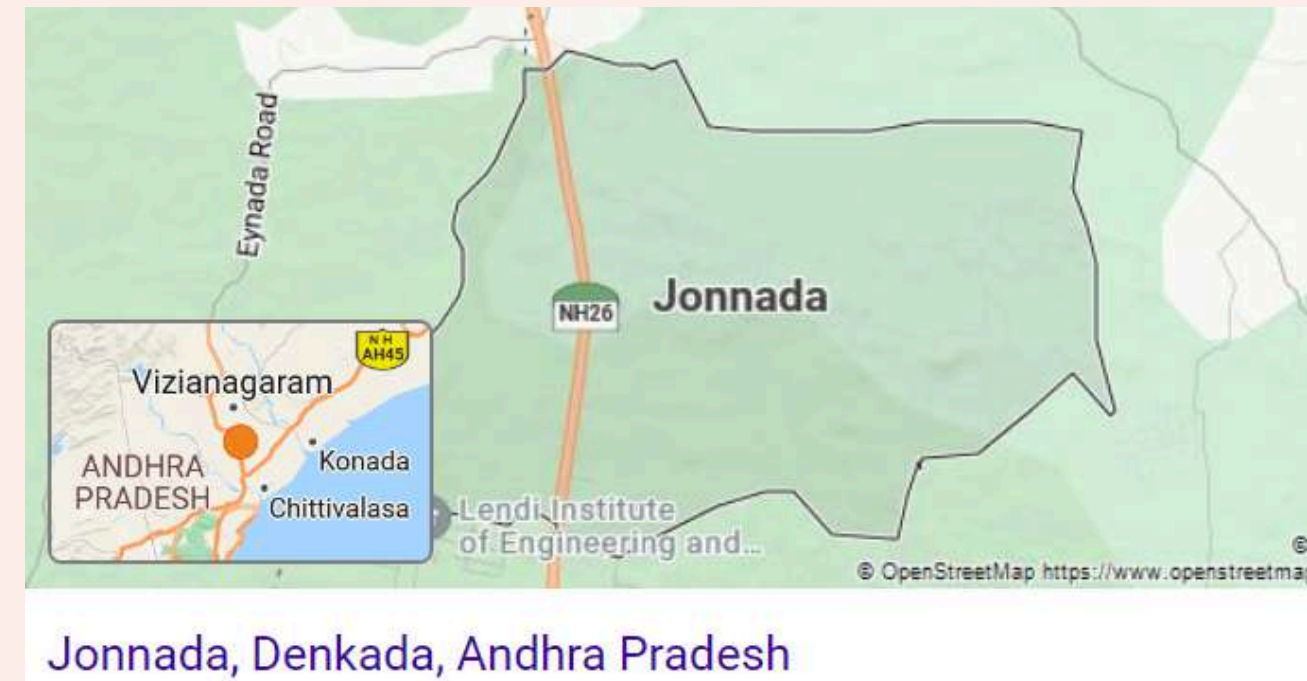 Eynada Road
NH26
Jonnada
NH
AH45
Vizianagaram
ANDHRA
PRADESH
Konada
Chittivalasa
Lendi Institute
of Engineering and...
©
© OpenStreetMap https://www.openstreetmap
Jonnada, Denkada, Andhra Pradesh